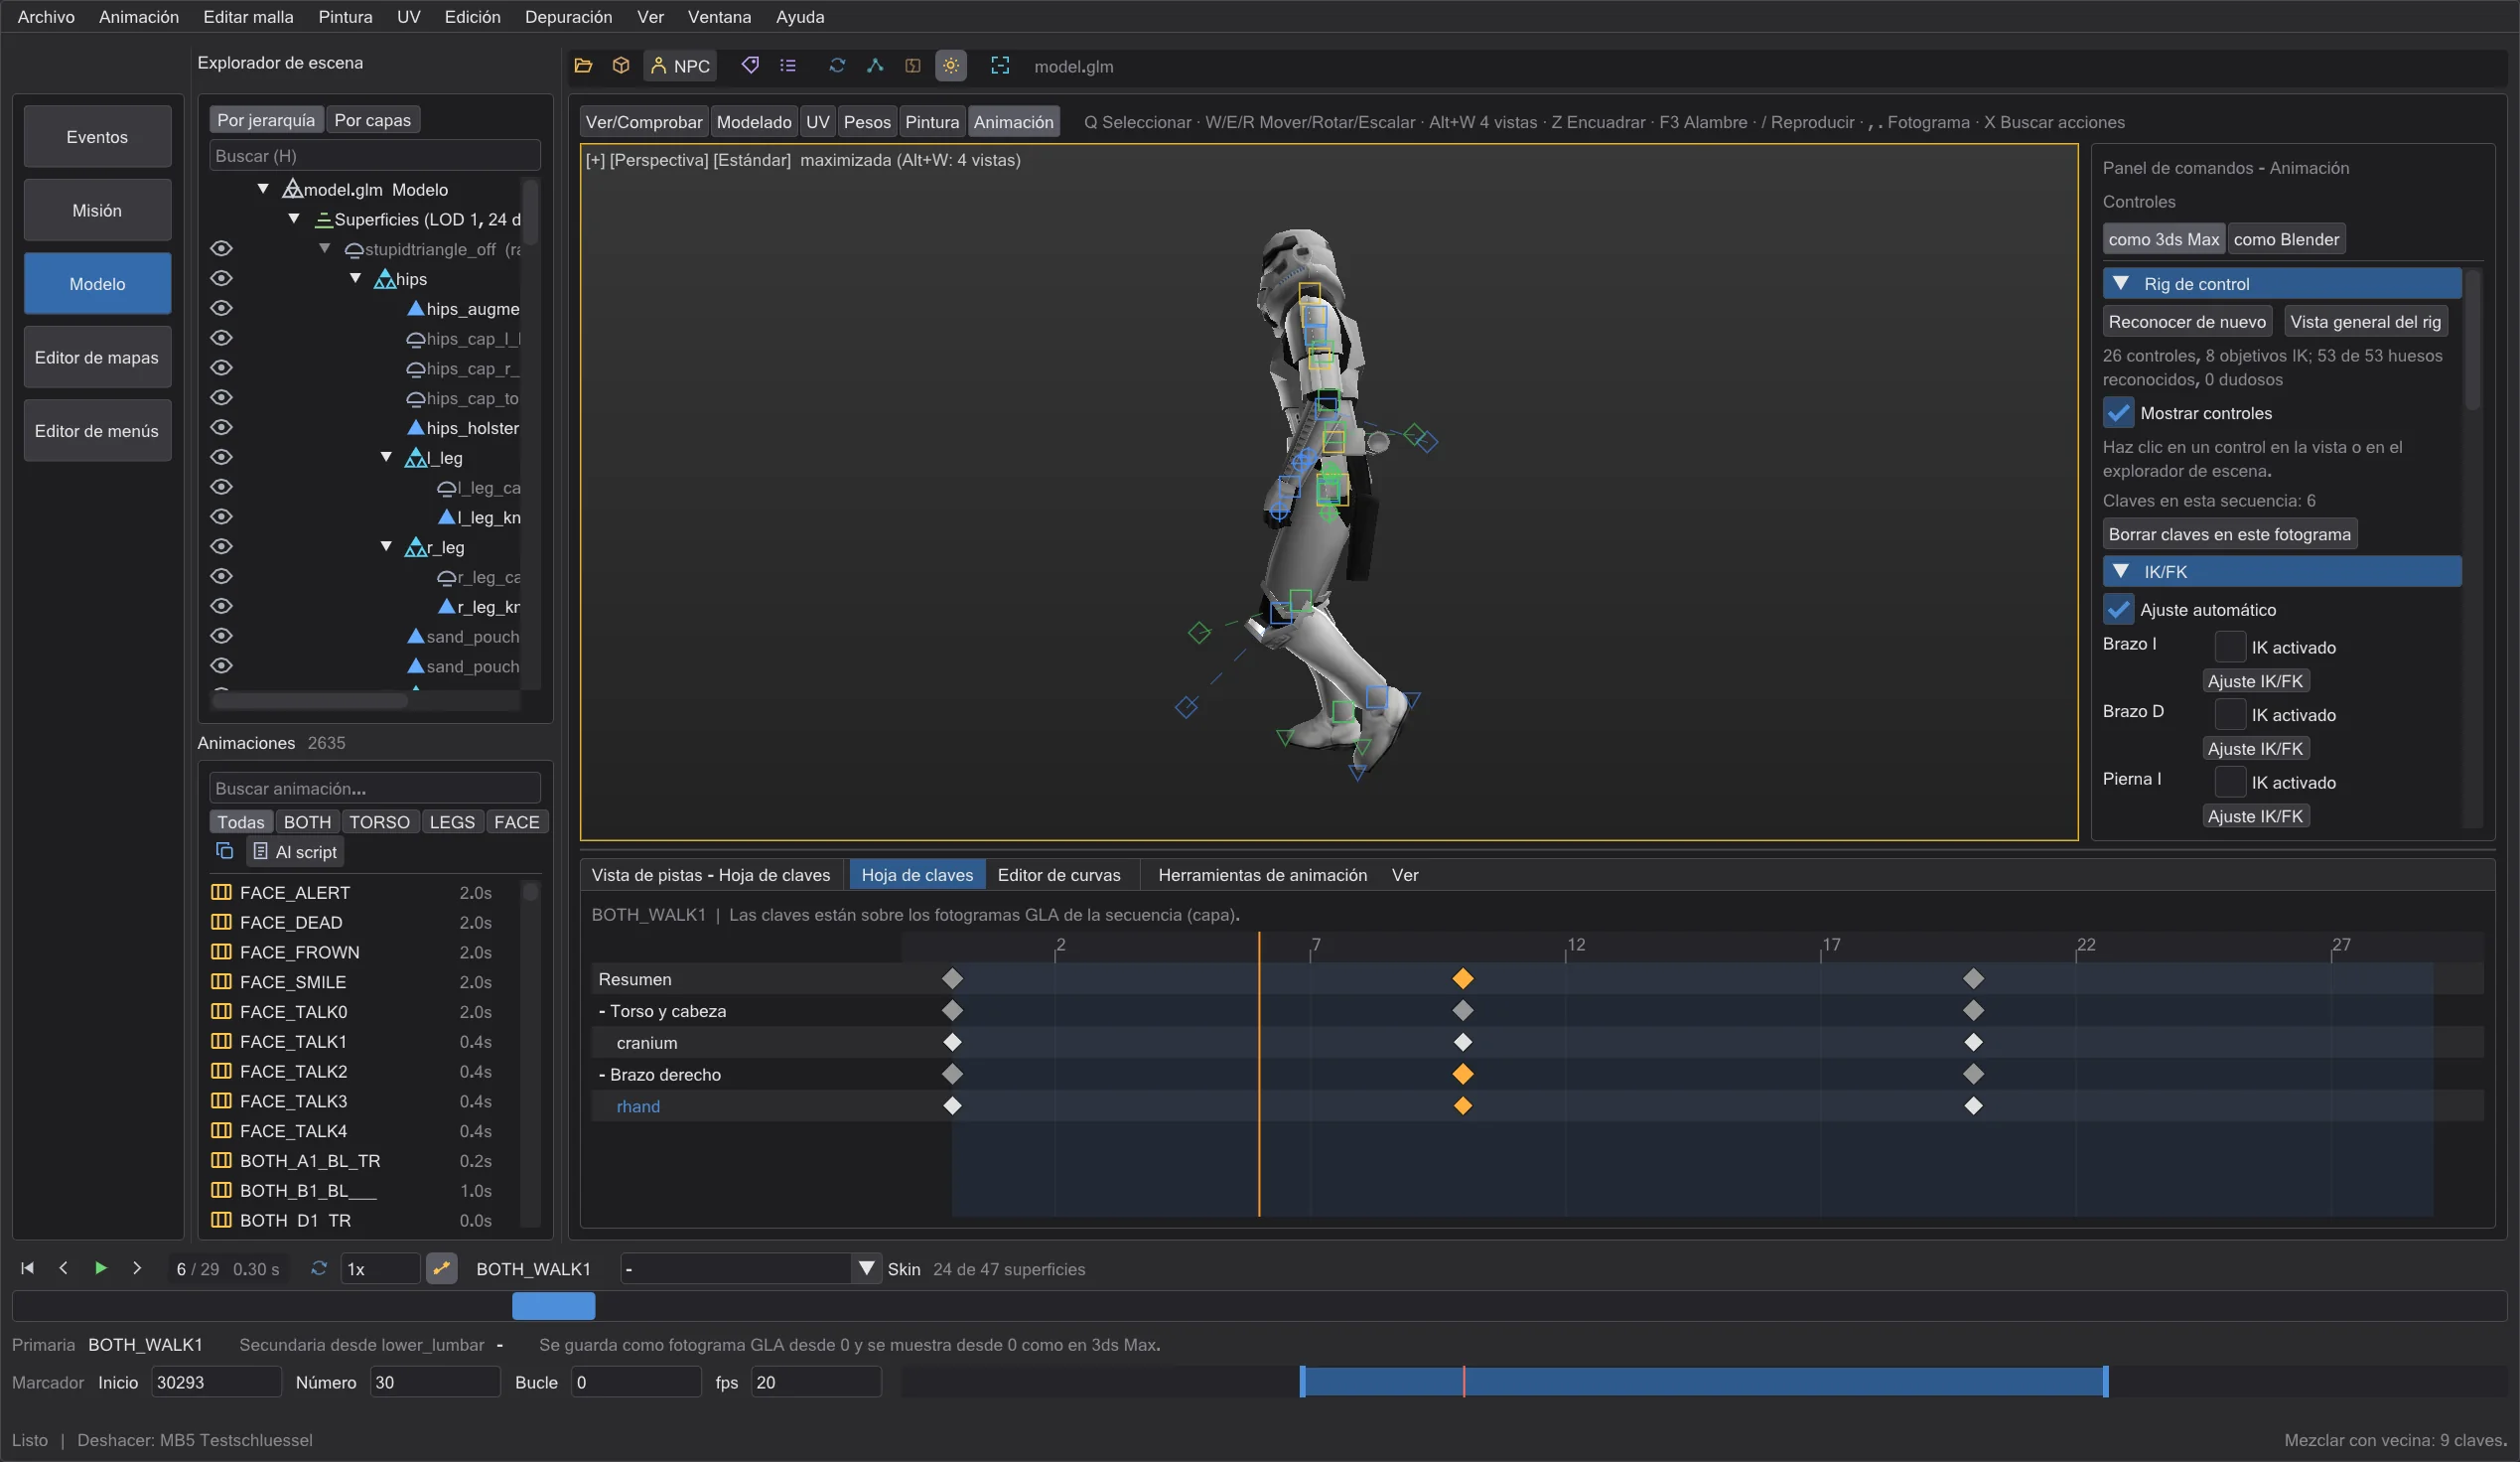 Archivo Animación Editar malla Pintura UV Edición Depuración Ver Ventana Ayuda
Explorador de escena
NPC
model.glm
Eventos
Misión
Modelo
Editor de mapas
Editor de menús
Por jerarquía Por capas
Buscar (H)
model.glm Modelo
Superficies (LOD 1, 24 d
stupidtriangle_off (ra
hips
hips_augme
hips_cap_l_l
hips_cap_r_
hips_cap_to
hips_holster
l_leg
l_leg_ca
l_leg_kn
r_leg
r_leg_ca
r_leg_kn
sand_pouch
sand_pouch
Animaciones 2635
Buscar animación...
Todas BOTH TORSO LEGS FACE
AI script
FACE_ALERT 2.0s
FACE_DEAD 2.0s
FACE_FROWN 2.0s
FACE_SMILE 2.0s
FACE_TALK0 2.0s
FACE_TALK1 0.4s
FACE_TALK2 0.4s
FACE_TALK3 0.4s
FACE_TALK4 0.4s
BOTH_A1_BL_TR 0.2s
BOTH_B1_BL___ 1.0s
BOTH_D1_TR 0.0s
Ver/Comprobar Modelado UV Pesos Pintura Animación
Q Seleccionar · W/E/R Mover/Rotar/Escalar · Alt+W 4 vistas · Z Encuadrar · F3 Alambre · / Reproducir · , . Fotograma · X Buscar acciones
[+] [Perspectiva] [Estándar] maximizada (Alt+W: 4 vistas)
Panel de comandos - Animación
Controles
como 3ds Max como Blender
Rig de control
Reconocer de nuevo Vista general del rig
26 controles, 8 objetivos IK; 53 de 53 huesos
reconocidos, 0 dudosos
Mostrar controles
Haz clic en un control en la vista o en el
explorador de escena.
Claves en esta secuencia: 6
Borrar claves en este fotograma
IK/FK
Ajuste automático
Brazo I IK activado
Ajuste IK/FK
Brazo D IK activado
Ajuste IK/FK
Pierna I IK activado
Ajuste IK/FK
Vista de pistas - Hoja de claves Hoja de claves Editor de curvas Herramientas de animación Ver
BOTH_WALK1 | Las claves están sobre los fotogramas GLA de la secuencia (capa).
2 7 12 17 22 27
Resumen
- Torso y cabeza
cranium
- Brazo derecho
rhand
6 / 29 0.30 s 1x BOTH_WALK1 - Skin 24 de 47 superficies
Primaria BOTH_WALK1 Secundaria desde lower_lumbar - Se guarda como fotograma GLA desde 0 y se muestra desde 0 como en 3ds Max.
Marcador Inicio 30293 Número 30 Bucle 0 fps 20
Listo | Deshacer: MB5 Testschluessel
Mezclar con vecina: 9 claves.